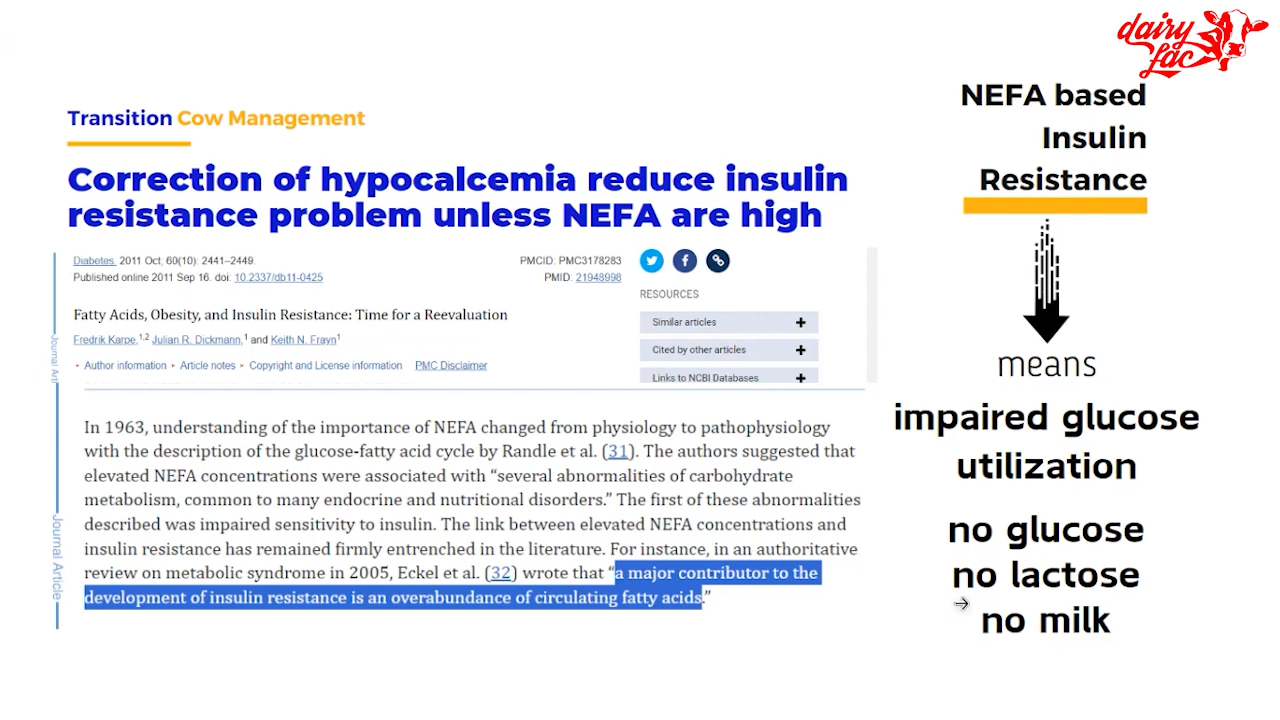 dairy
lac
Transition Cow Management
Correction of hypocalcemia reduce insulin
resistance problem unless NEFA are high
Diabetes. 2011 Oct; 60(10): 2441–2449.
Published online 2011 Sep 16. doi: 10.2337/db11-0425
PMCID: PMC3178283
PMID: 21948998
Fatty Acids, Obesity, and Insulin Resistance: Time for a Reevaluation
Fredrik Karpe,1,2 Julian R. Dickmann,1 and Keith N. Frayn1
Author information Article notes Copyright and License information PMC Disclaimer
RESOURCES
Similar articles +
Cited by other articles +
Links to NCBI Databases +
Journal Art
In 1963, understanding of the importance of NEFA changed from physiology to pathophysiology
with the description of the glucose-fatty acid cycle by Randle et al. (31). The authors suggested that
elevated NEFA concentrations were associated with “several abnormalities of carbohydrate
metabolism, common to many endocrine and nutritional disorders.” The first of these abnormalities
described was impaired sensitivity to insulin. The link between elevated NEFA concentrations and
insulin resistance has remained firmly entrenched in the literature. For instance, in an authoritative
review on metabolic syndrome in 2005, Eckel et al. (32) wrote that “a major contributor to the
development of insulin resistance is an overabundance of circulating fatty acids.”
Journal Article
NEFA based
Insulin
Resistance
means
impaired glucose
utilization
no glucose
no lactose
no milk